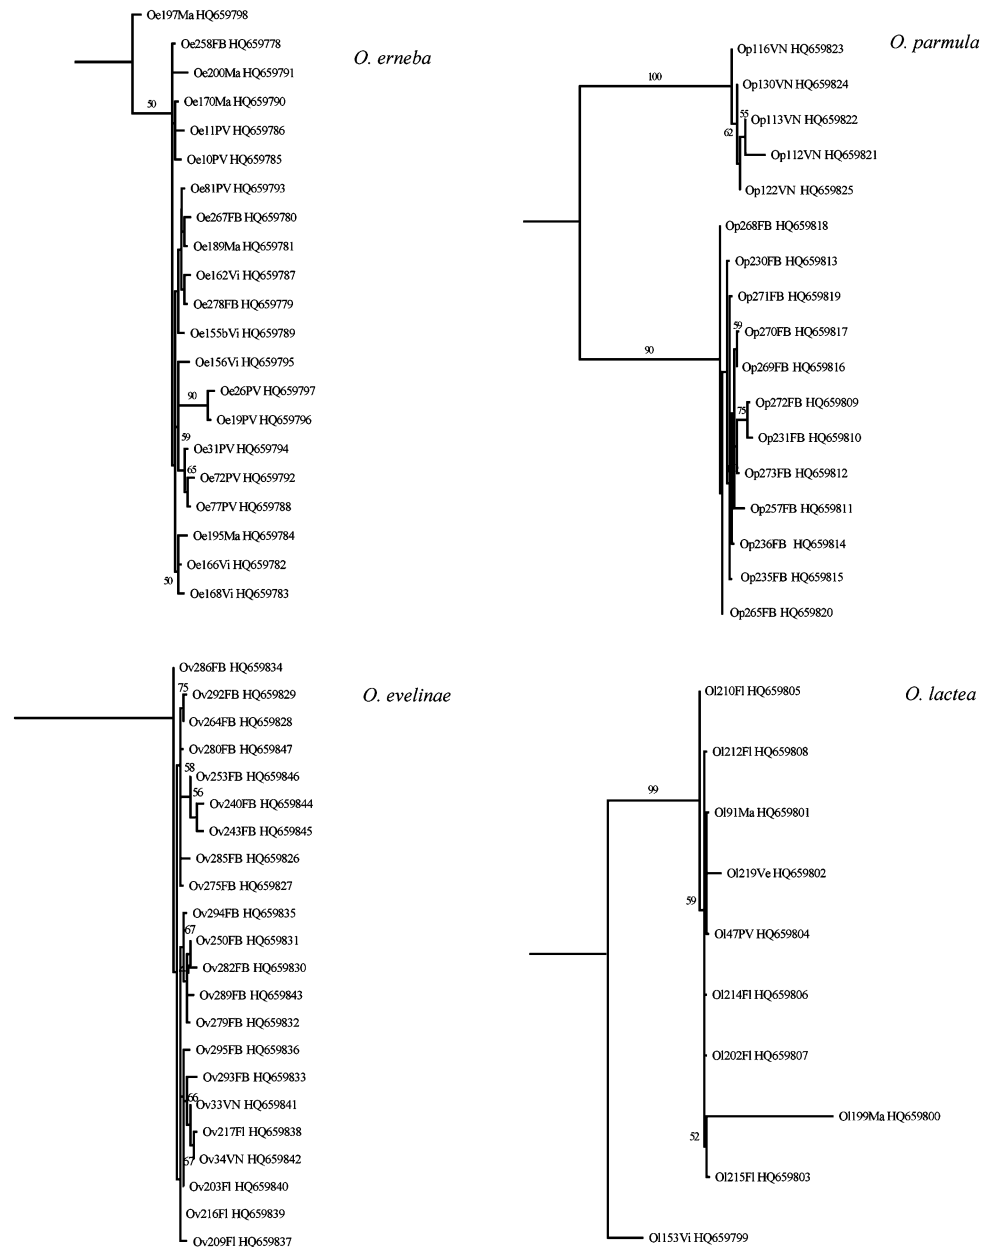 O. erneba
Oe197Ma HQ659798
Oe258FB HQ659778
Oe200Ma HQ659791
50
Oe170Ma HQ659790
Oe11PV HQ659786
Oe10PV HQ659785
Oe81PV HQ659793
Oe267FB HQ659780
Oe189Ma HQ659781
Oe162Vi HQ659787
Oe278FB HQ659779
Oe155bVi HQ659789
Oe156Vi HQ659795
90
Oe26PV HQ659797
Oe19PV HQ659796
59
Oe31PV HQ659794
65
Oe72PV HQ659792
Oe77PV HQ659788
Oe195Ma HQ659784
Oe166Vi HQ659782
50
Oe168Vi HQ659783
O. parmula
Op116VN HQ659823
100
Op130VN HQ659824
55
Op113VN HQ659822
62
Op112VN HQ659821
Op122VN HQ659825
Op268FB HQ659818
Op230FB HQ659813
Op271FB HQ659819
59
Op270FB HQ659817
90
Op269FB HQ659816
Op272FB HQ659809
75
Op231FB HQ659810
Op273FB HQ659812
Op257FB HQ659811
Op236FB HQ659814
Op235FB HQ659815
Op265FB HQ659820
O. evelinae
Ov286FB HQ659834
75
Ov292FB HQ659829
Ov264FB HQ659828
Ov280FB HQ659847
58
Ov253FB HQ659846
56
Ov240FB HQ659844
Ov243FB HQ659845
Ov285FB HQ659826
Ov275FB HQ659827
Ov294FB HQ659835
67
Ov250FB HQ659831
Ov282FB HQ659830
Ov289FB HQ659843
Ov279FB HQ659832
Ov295FB HQ659836
Ov293FB HQ659833
66
Ov33VN HQ659841
Ov217Fl HQ659838
Ov34VN HQ659842
67
Ov203Fl HQ659840
Ov216Fl HQ659839
Ov209Fl HQ659837
O. lactea
Ol210Fl HQ659805
Ol212Fl HQ659808
99
Ol91Ma HQ659801
Ol219Ve HQ659802
59
Ol47PV HQ659804
Ol214Fl HQ659806
Ol202Fl HQ659807
Ol199Ma HQ659800
52
Ol215Fl HQ659803
Ol153Vi HQ659799